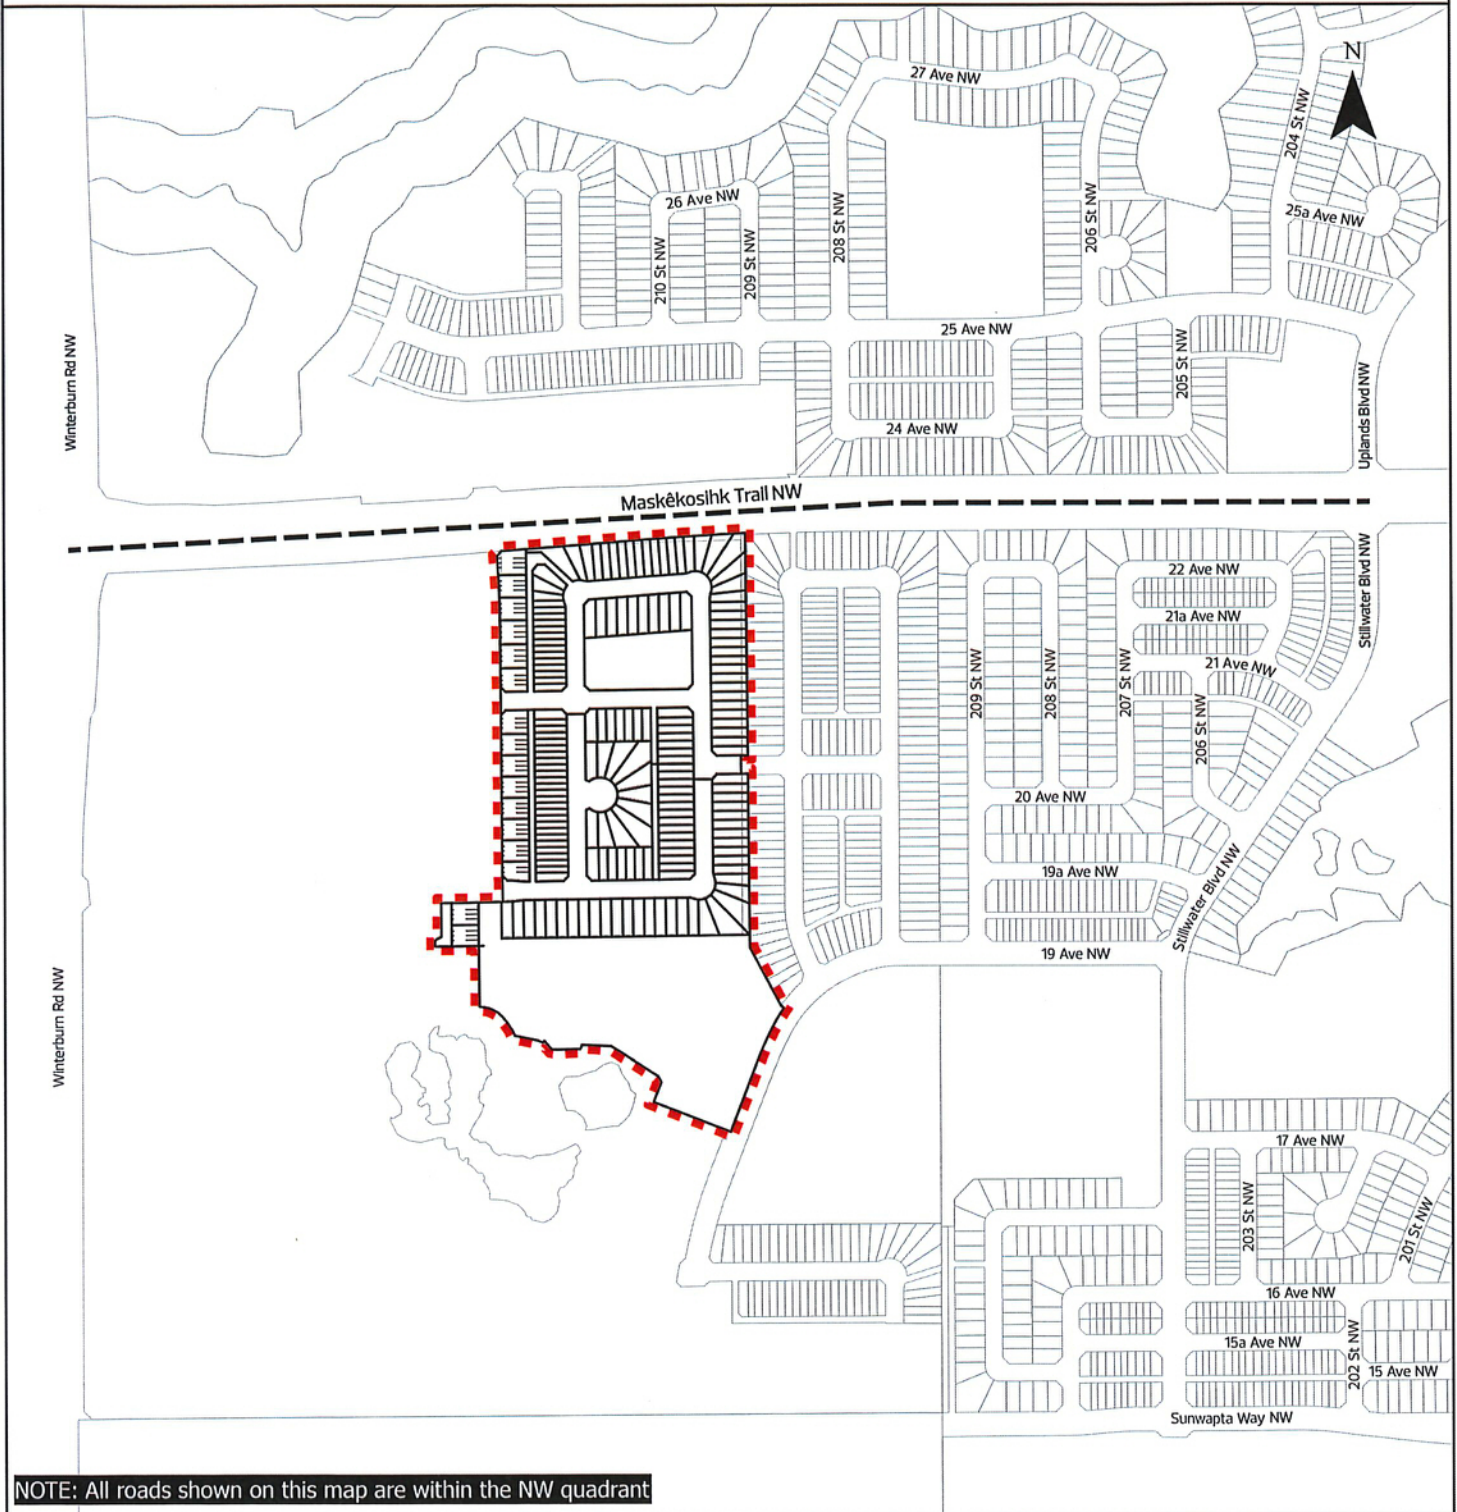 N
27 Ave NW
204 St NW
26 Ave NW
25a Ave NW
208 St NW
206 St NW
210 St NW
209 St NW
25 Ave NW
205 St NW
Winterburn Rd NW
Uplands Blvd NW
24 Ave NW
Maskêkosihk Trail NW
22 Ave NW
Stillwater Blvd NW
21a Ave NW
21 Ave NW
209 St NW
208 St NW
207 St NW
206 St NW
20 Ave NW
19a Ave NW
Stillwater Blvd NW
19 Ave NW
Winterburn Rd NW
17 Ave NW
203 St NW
201 St NW
16 Ave NW
15a Ave NW
202 St NW
15 Ave NW
Sunwapta Way NW
NOTE: All roads shown on this map are within the NW quadrant